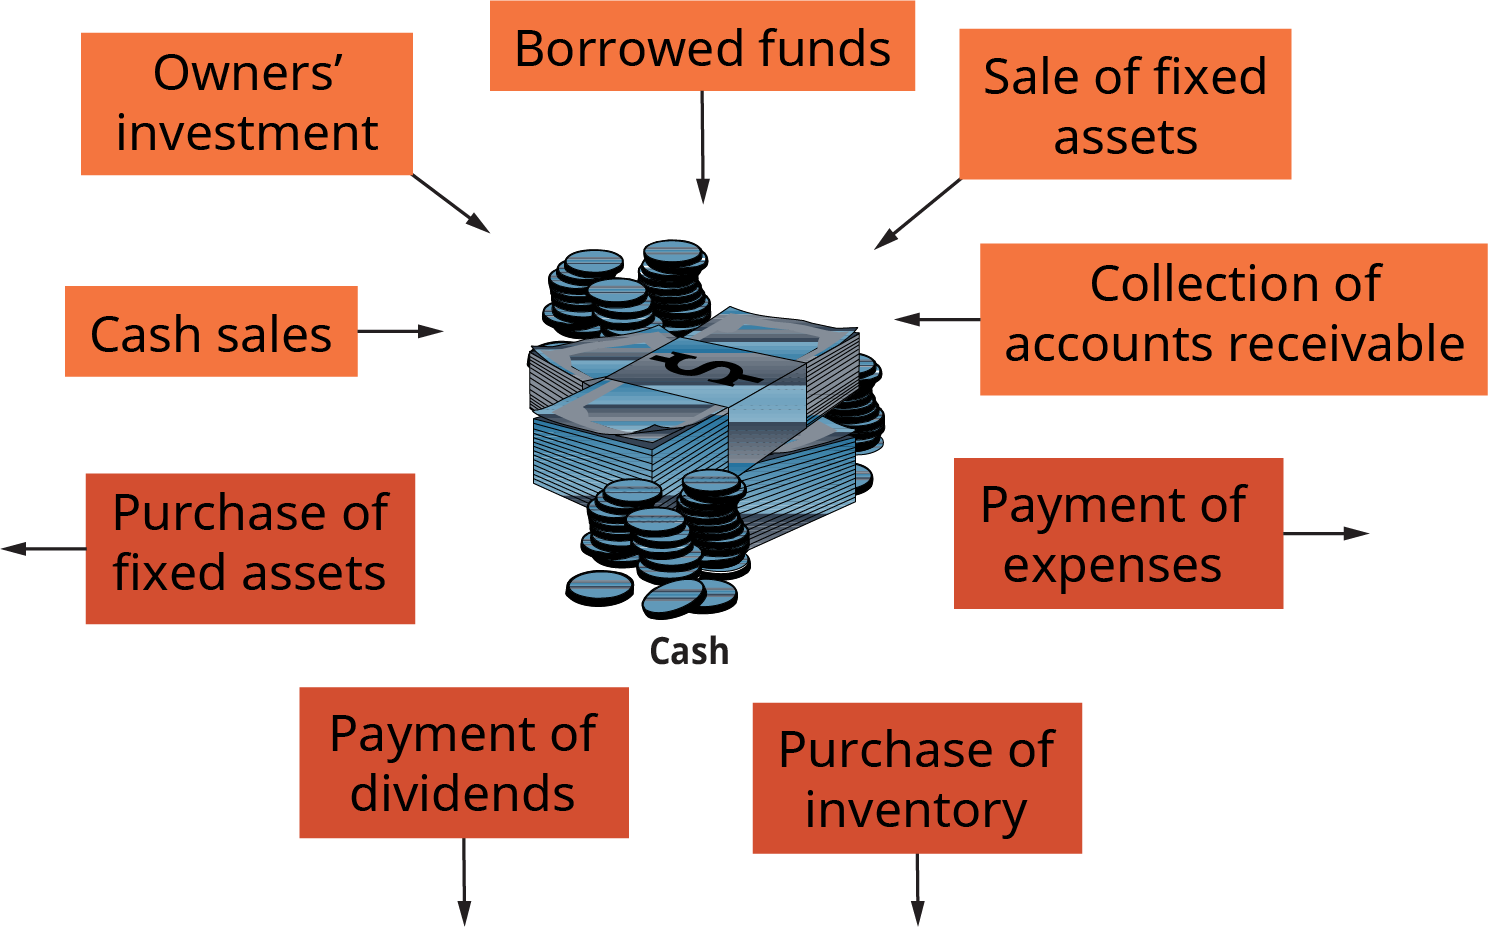 Borrowed funds
Owners’
investment
Sale of fixed
assets
Cash sales
Collection of
accounts receivable
$
Purchase of
fixed assets
Payment of
expenses
Cash
Payment of
dividends
Purchase of
inventory